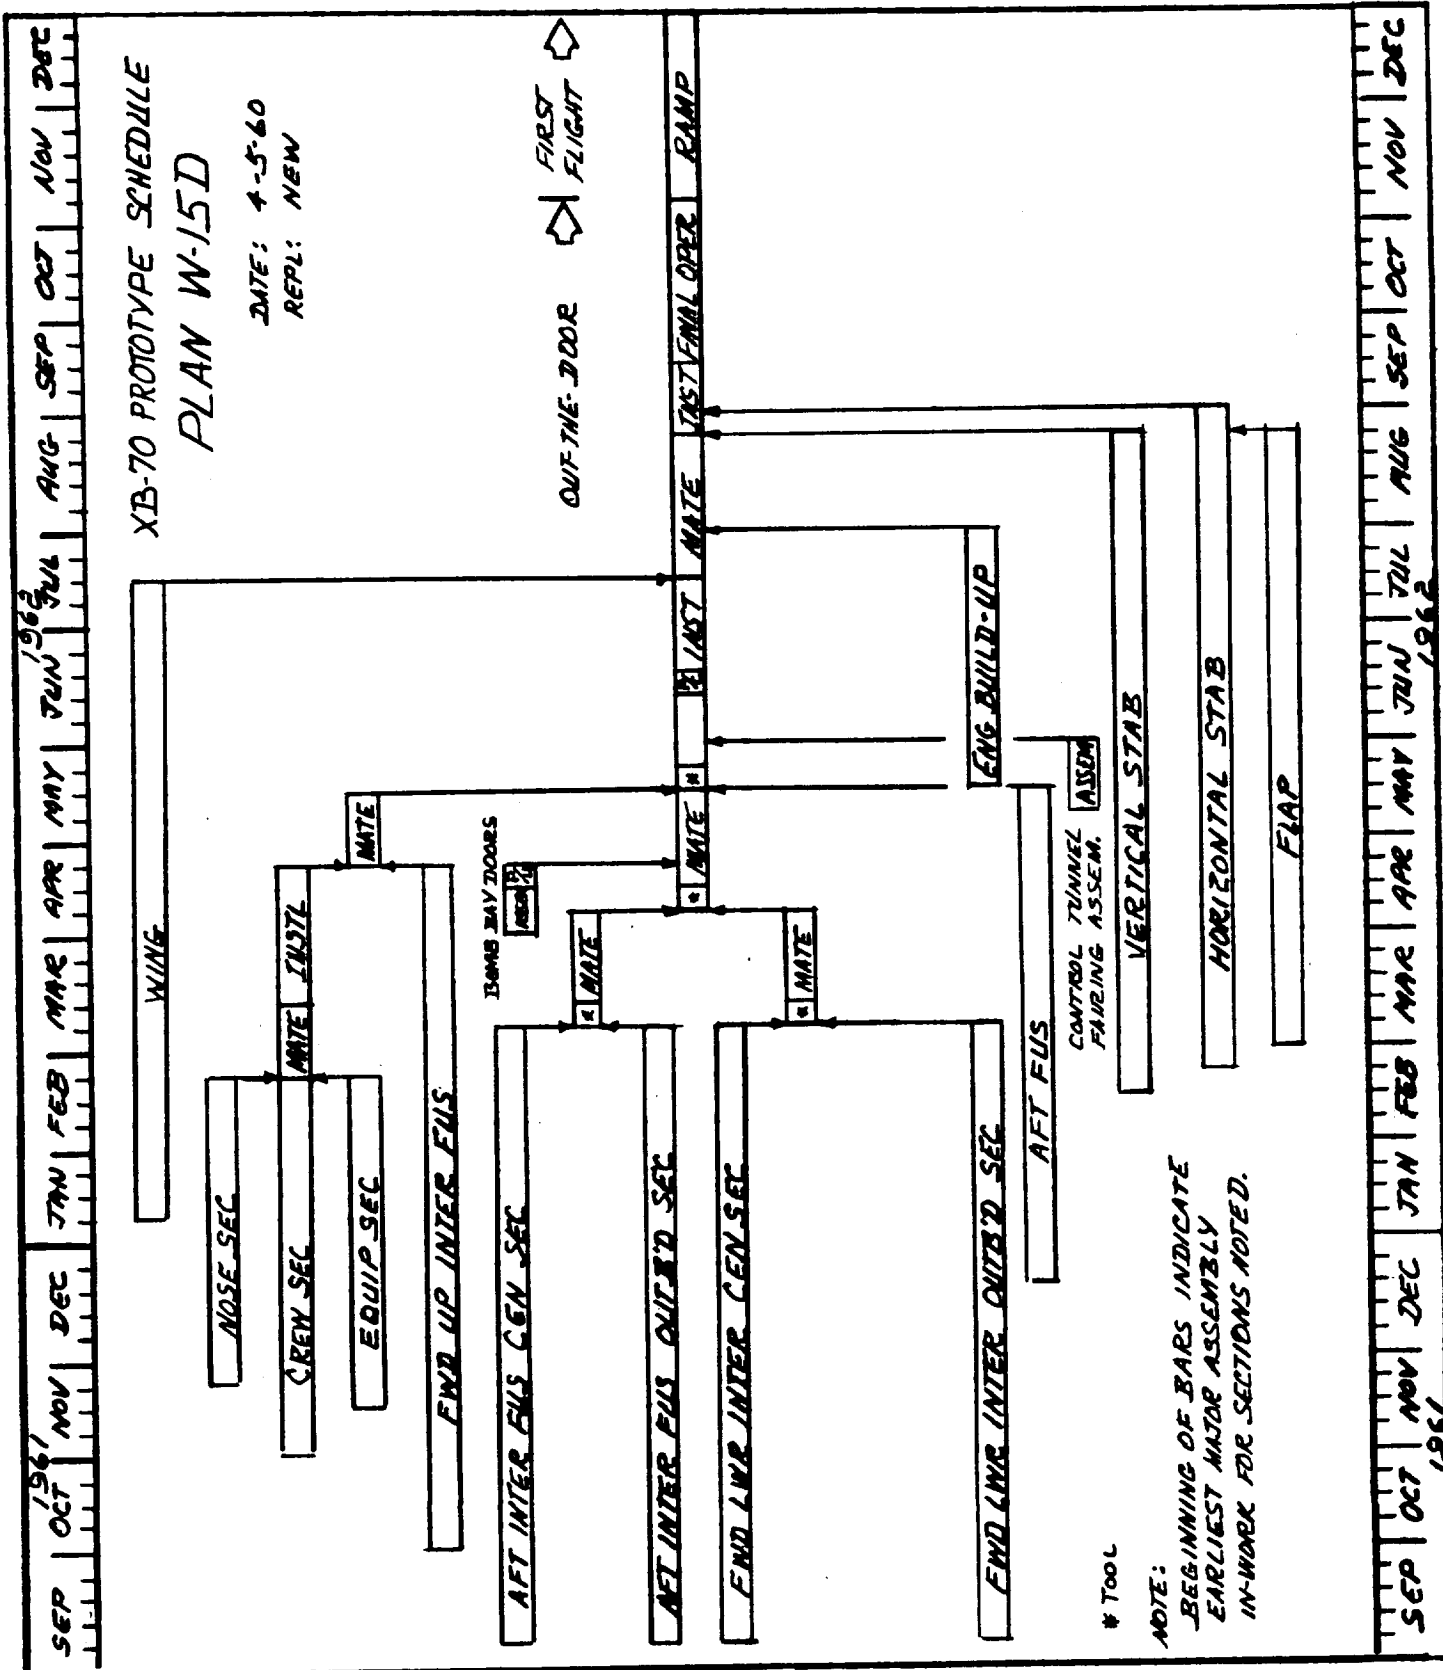 1961
1962
SEP | OCT | NOV | DEC | JAN | FEB | MAR | APR | MAY | JUN | JUL | AUG | SEP | OCT | NOV | DEC
XB-70 PROTOTYPE SCHEDULE
PLAN W-15D
DATE: 4-5-60
REPL: NEW
WING
NOSE SEC
CREW SEC
MATE
INSTL
EQUIP SEC
MATE
FWD UP INTER FUS
BOMB BAY DOORS
OUT-THE-DOOR
FIRST
FLIGHT
AFT INTER FUS CEN SEC
* MATE
AFT INTER FUS OUTB'D SEC
* MATE * INST MATE INST FINAL OPER RAMP
FWD LWR INTER CEN SEC
* MATE
FWD LWR INTER OUTB'D SEC
ENG BUILD-UP
AFT FUS
CONTROL TUNNEL
FAIRING ASSEM.
ASSEM
VERTICAL STAB
HORIZONTAL STAB
FLAP
* TOOL
NOTE:
BEGINNING OF BARS INDICATE
EARLIEST MAJOR ASSEMBLY
IN-WORK FOR SECTIONS NOTED.
SEP | OCT | NOV | DEC | JAN | FEB | MAR | APR | MAY | JUN | JUL | AUG | SEP | OCT | NOV | DEC
1961
1962